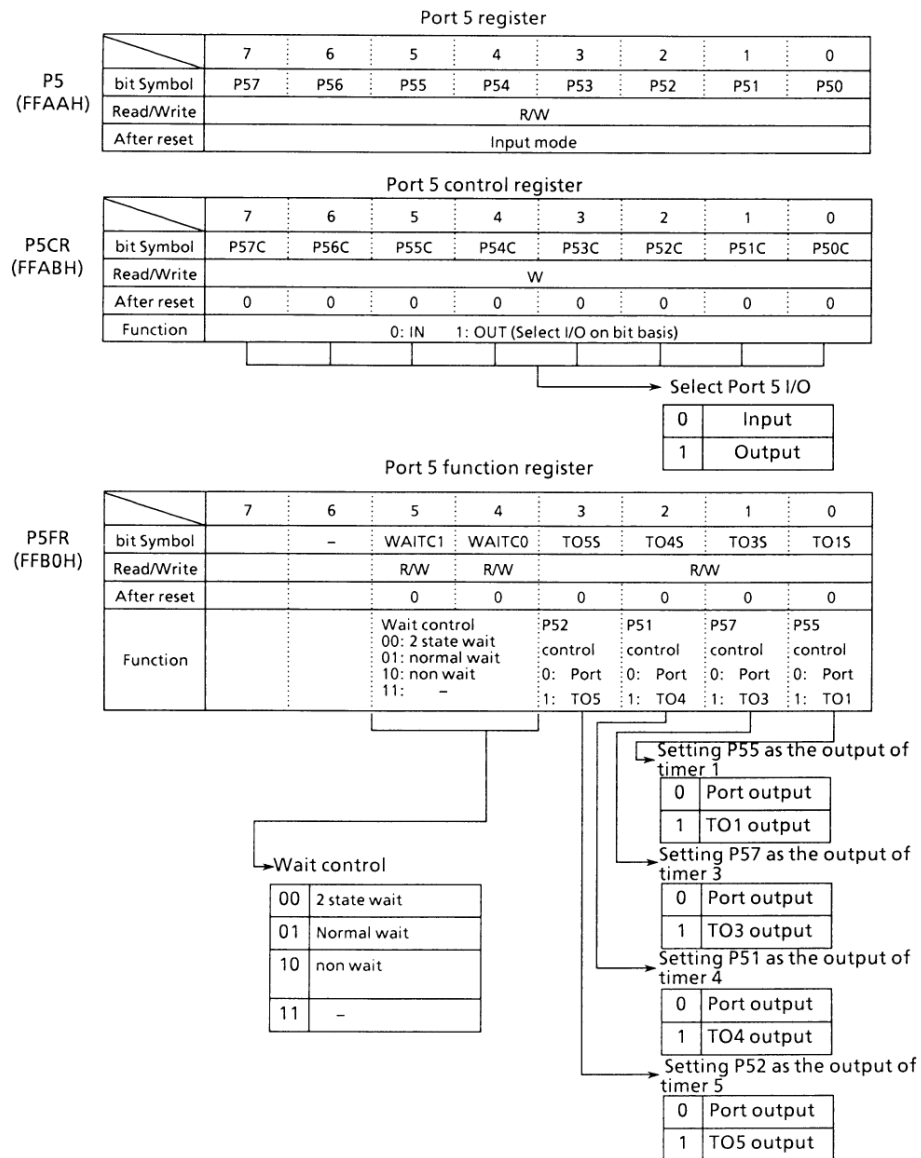 Port 5 register
7 6 5 4 3 2 1 0
P5
(FFAAH)
bit Symbol P57 P56 P55 P54 P53 P52 P51 P50
Read/Write R/W
After reset Input mode
Port 5 control register
7 6 5 4 3 2 1 0
P5CR
(FFABH)
bit Symbol P57C P56C P55C P54C P53C P52C P51C P50C
Read/Write W
After reset 0 0 0 0 0 0 0 0
Function 0: IN 1: OUT (Select I/O on bit basis)
Select Port 5 I/O
0 Input
1 Output
Port 5 function register
7 6 5 4 3 2 1 0
P5FR
(FFB0H)
bit Symbol – WAITC1 WAITC0 TO5S TO4S TO3S TO1S
Read/Write R/W R/W R/W
After reset 0 0 0 0 0 0
Function
Wait control
00: 2 state wait
01: normal wait
10: non wait
11: –
P52
control
0: Port
1: TO5
P51
control
0: Port
1: TO4
P57
control
0: Port
1: TO3
P55
control
0: Port
1: TO1
Setting P55 as the output of
timer 1
0 Port output
1 TO1 output
Setting P57 as the output of
timer 3
0 Port output
1 TO3 output
Setting P51 as the output of
timer 4
0 Port output
1 TO4 output
Setting P52 as the output of
timer 5
0 Port output
1 TO5 output
Wait control
00 2 state wait
01 Normal wait
10 non wait
11 –